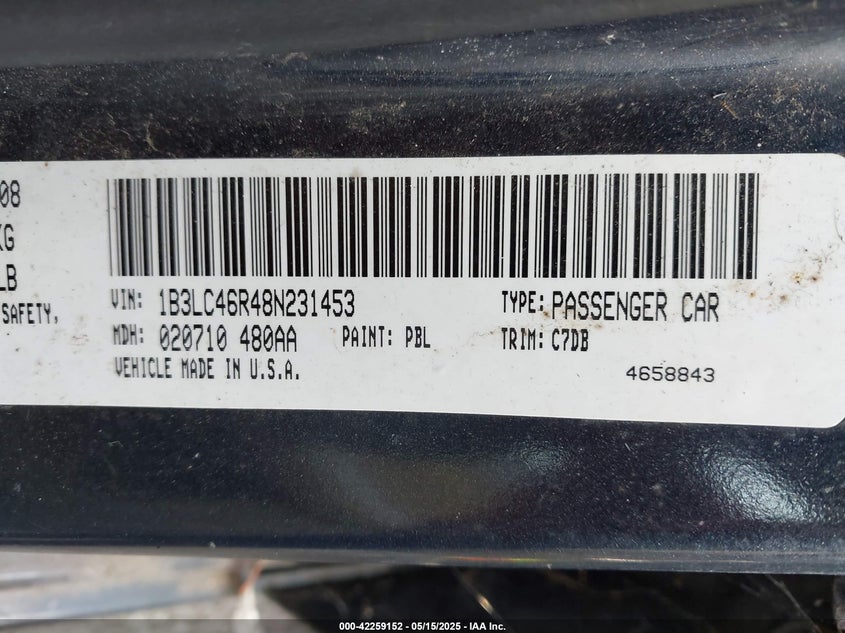 08
KG
LB
SAFETY,
VIN: 1B3LC46R48N231453 TYPE: PASSENGER CAR
MDH: 020710 480AA PAINT: PBL TRIM: C7DB
VEHICLE MADE IN U.S.A. 4658843
000-42259152 - 05/15/2025 - IAA Inc.